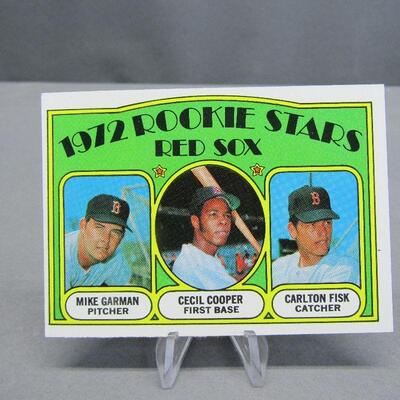 1972 ROOKIE STARS
RED SOX
B
B
MIKE GARMAN
PITCHER
CECIL COOPER
FIRST BASE
CARLTON FISK
CATCHER